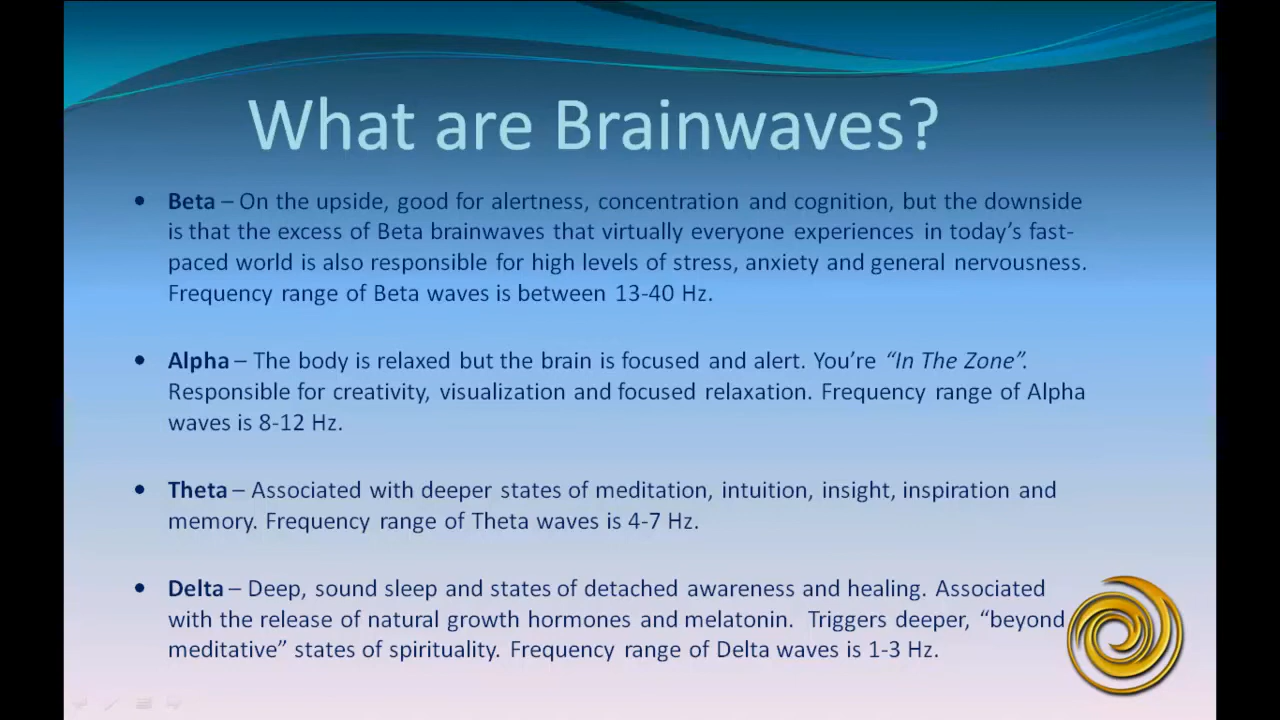 What are Brainwaves?
• Beta – On the upside, good for alertness, concentration and cognition, but the downside
is that the excess of Beta brainwaves that virtually everyone experiences in today’s fast-
paced world is also responsible for high levels of stress, anxiety and general nervousness.
Frequency range of Beta waves is between 13-40 Hz.
• Alpha – The body is relaxed but the brain is focused and alert. You’re “In The Zone”.
Responsible for creativity, visualization and focused relaxation. Frequency range of Alpha
waves is 8-12 Hz.
• Theta – Associated with deeper states of meditation, intuition, insight, inspiration and
memory. Frequency range of Theta waves is 4-7 Hz.
• Delta – Deep, sound sleep and states of detached awareness and healing. Associated
with the release of natural growth hormones and melatonin. Triggers deeper, “beyond
meditative” states of spirituality. Frequency range of Delta waves is 1-3 Hz.